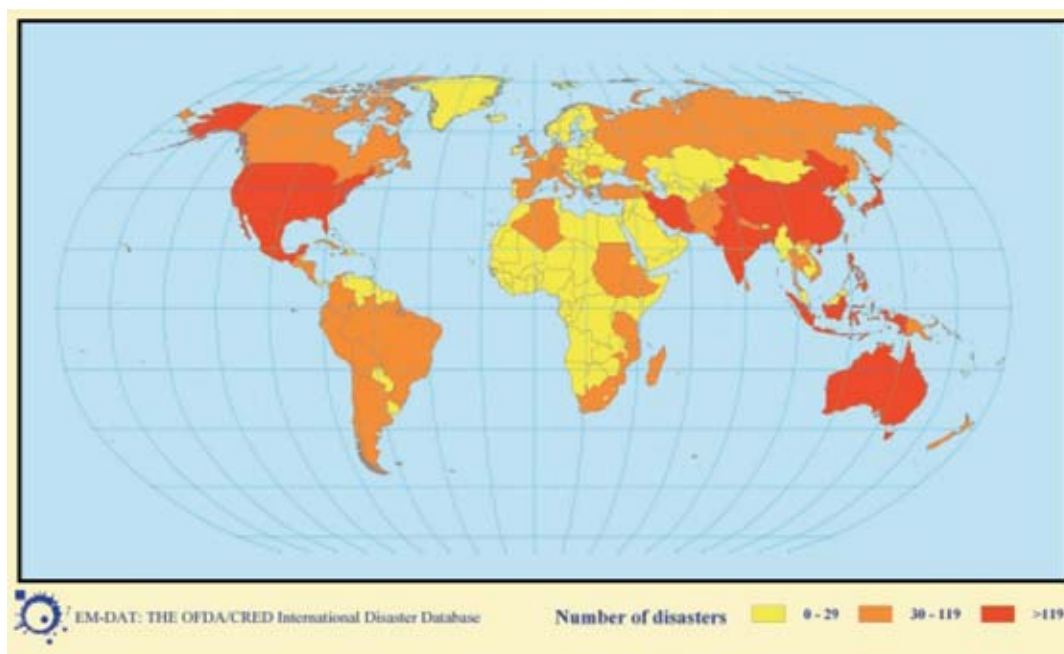 EM-DAT: THE OFDA/CRED International Disaster Database
Number of disasters 0 - 29 30 - 119 >119